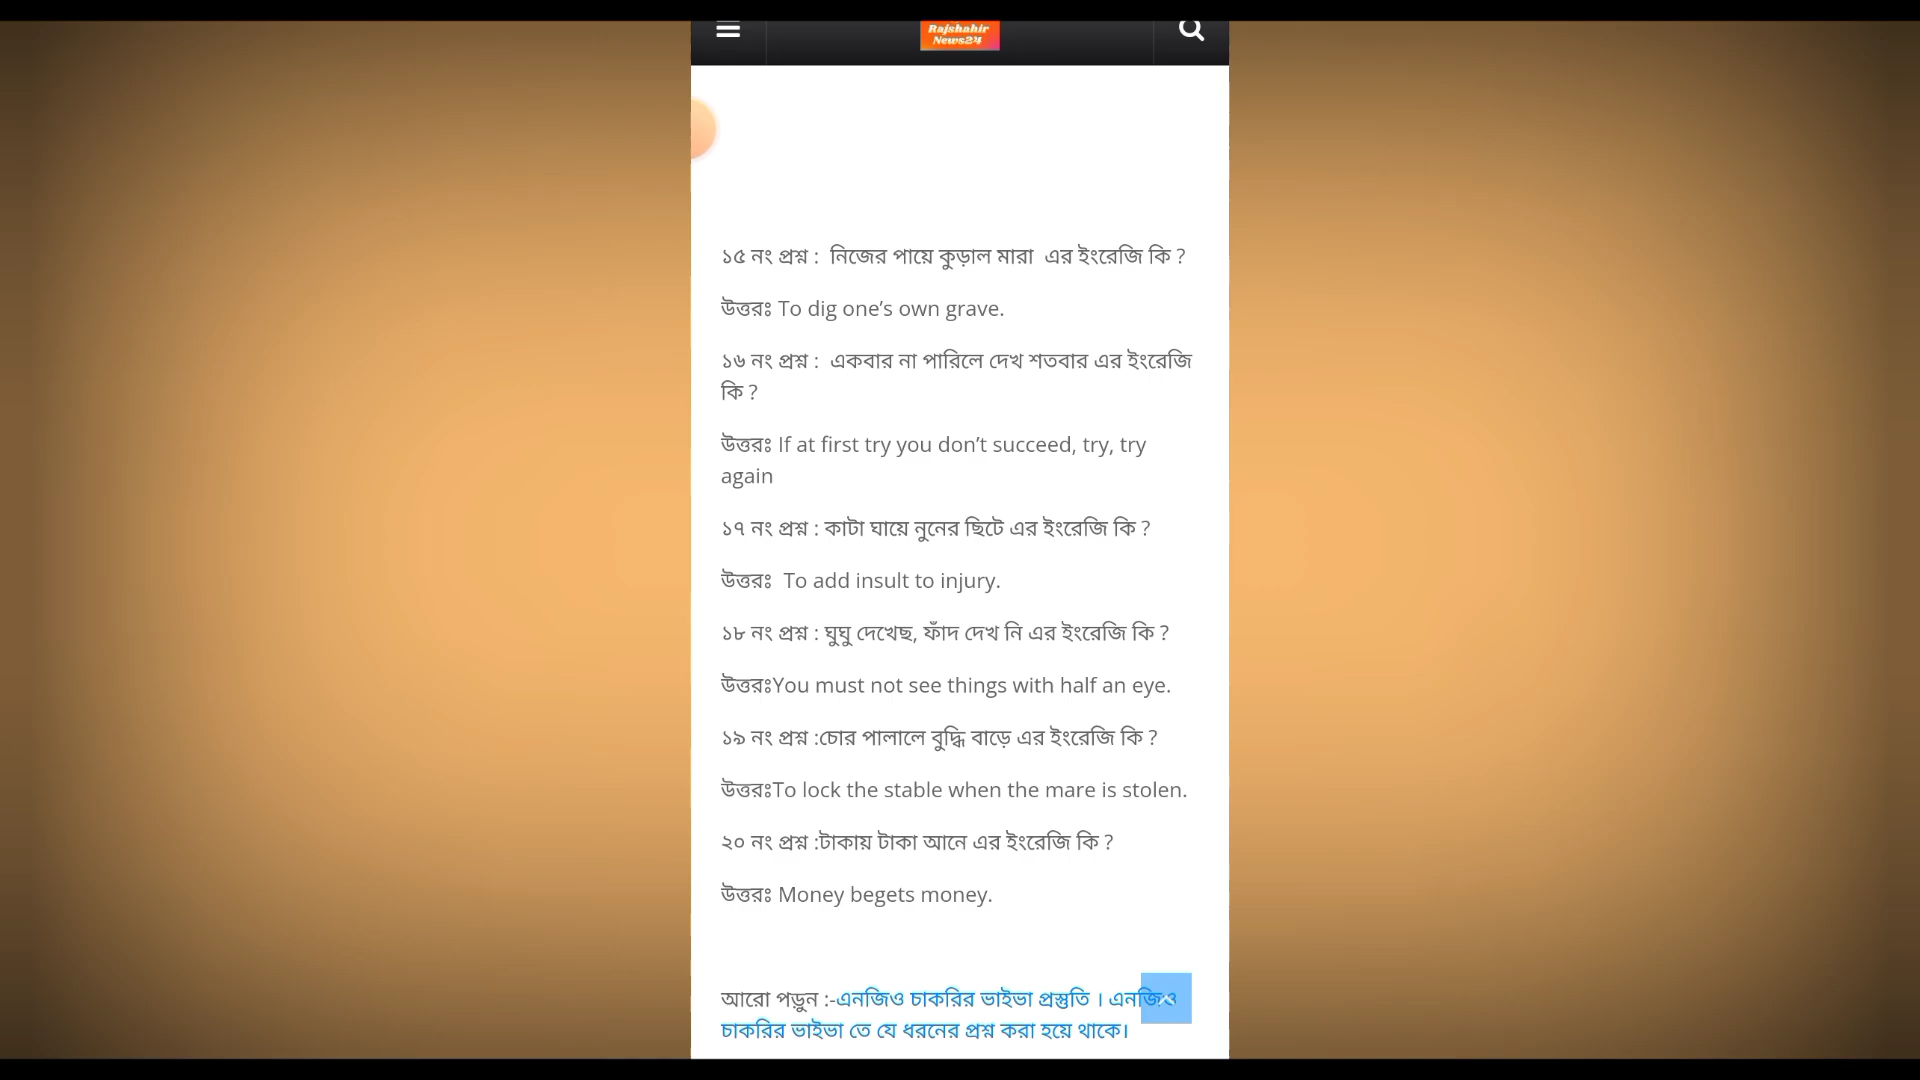 Rajshahir
News24
১৫ নং প্রশ্ন :  নিজের পায়ে কুড়াল মারা  এর ইংরেজি কি ?
উত্তরঃ To dig one’s own grave.
১৬ নং প্রশ্ন :  একবার না পারিলে দেখ শতবার এর ইংরেজি
কি ?
উত্তরঃ If at first try you don’t succeed, try, try
again
১৭ নং প্রশ্ন : কাটা ঘায়ে নুনের ছিটে এর ইংরেজি কি ?
উত্তরঃ  To add insult to injury.
১৮ নং প্রশ্ন : ঘুঘু দেখেছ, ফাঁদ দেখ নি এর ইংরেজি কি ?
উত্তরঃYou must not see things with half an eye.
১৯ নং প্রশ্ন :চোর পালালে বুদ্ধি বাড়ে এর ইংরেজি কি ?
উত্তরঃTo lock the stable when the mare is stolen.
২০ নং প্রশ্ন :টাকায় টাকা আনে এর ইংরেজি কি ?
উত্তরঃ Money begets money.
আরো পড়ুন :-এনজিও চাকরির ভাইভা প্রস্তুতি । এনজিও
চাকরির ভাইভা তে যে ধরনের প্রশ্ন করা হয়ে থাকে।